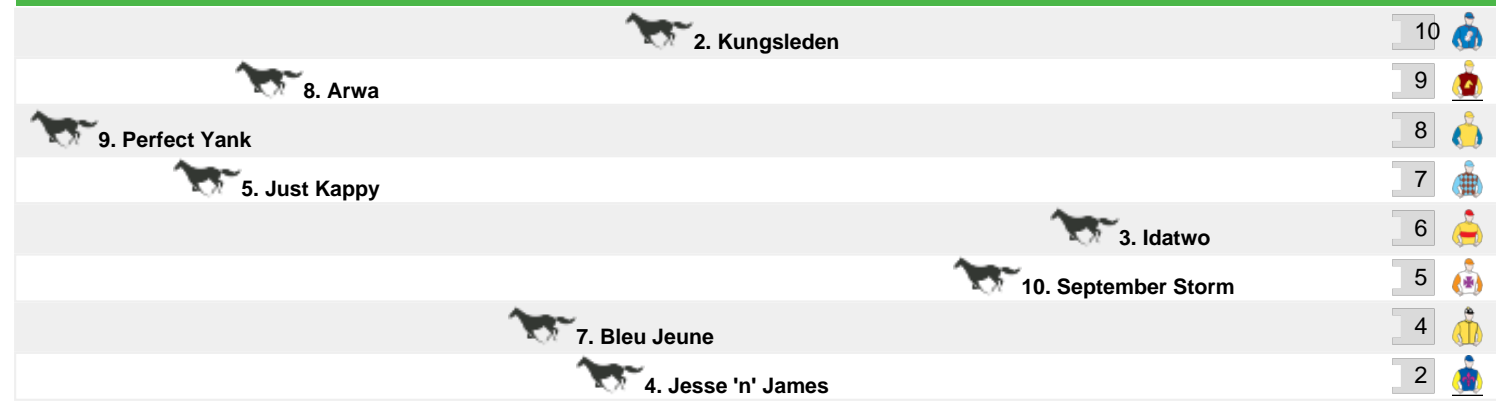 2. Kungsleden 10
8. Arwa 9
9. Perfect Yank 8
5. Just Kappy 7
3. Idatwo 6
10. September Storm 5
7. Bleu Jeune 4
4. Jesse 'n' James 2